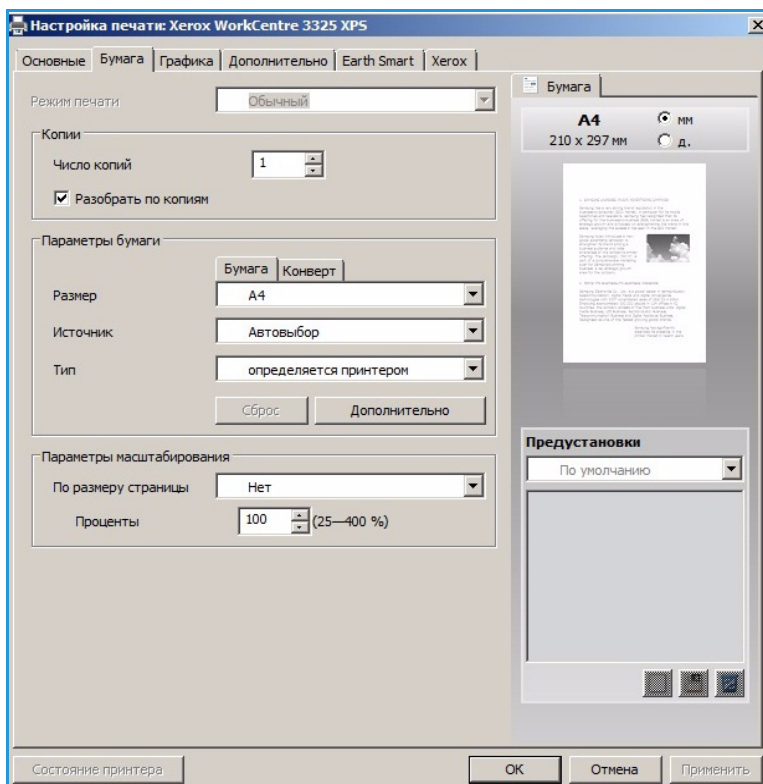 Настройка печати: Xerox WorkCentre 3325 XPS
Основные Бумага Графика Дополнительно Earth Smart Xerox
Режим печати Обычный
Копии
Число копий 1
Разобрать по копиям
Параметры бумаги
Бумага Конверт
Размер A4
Источник Автовыбор
Тип определяется принтером
Сброс Дополнительно
Параметры масштабирования
По размеру страницы Нет
Проценты 100 (25—400 %)
Бумага
A4 мм
210 x 297 мм д.
Предустановки
По умолчанию
Состояние принтера OK Отмена Применить